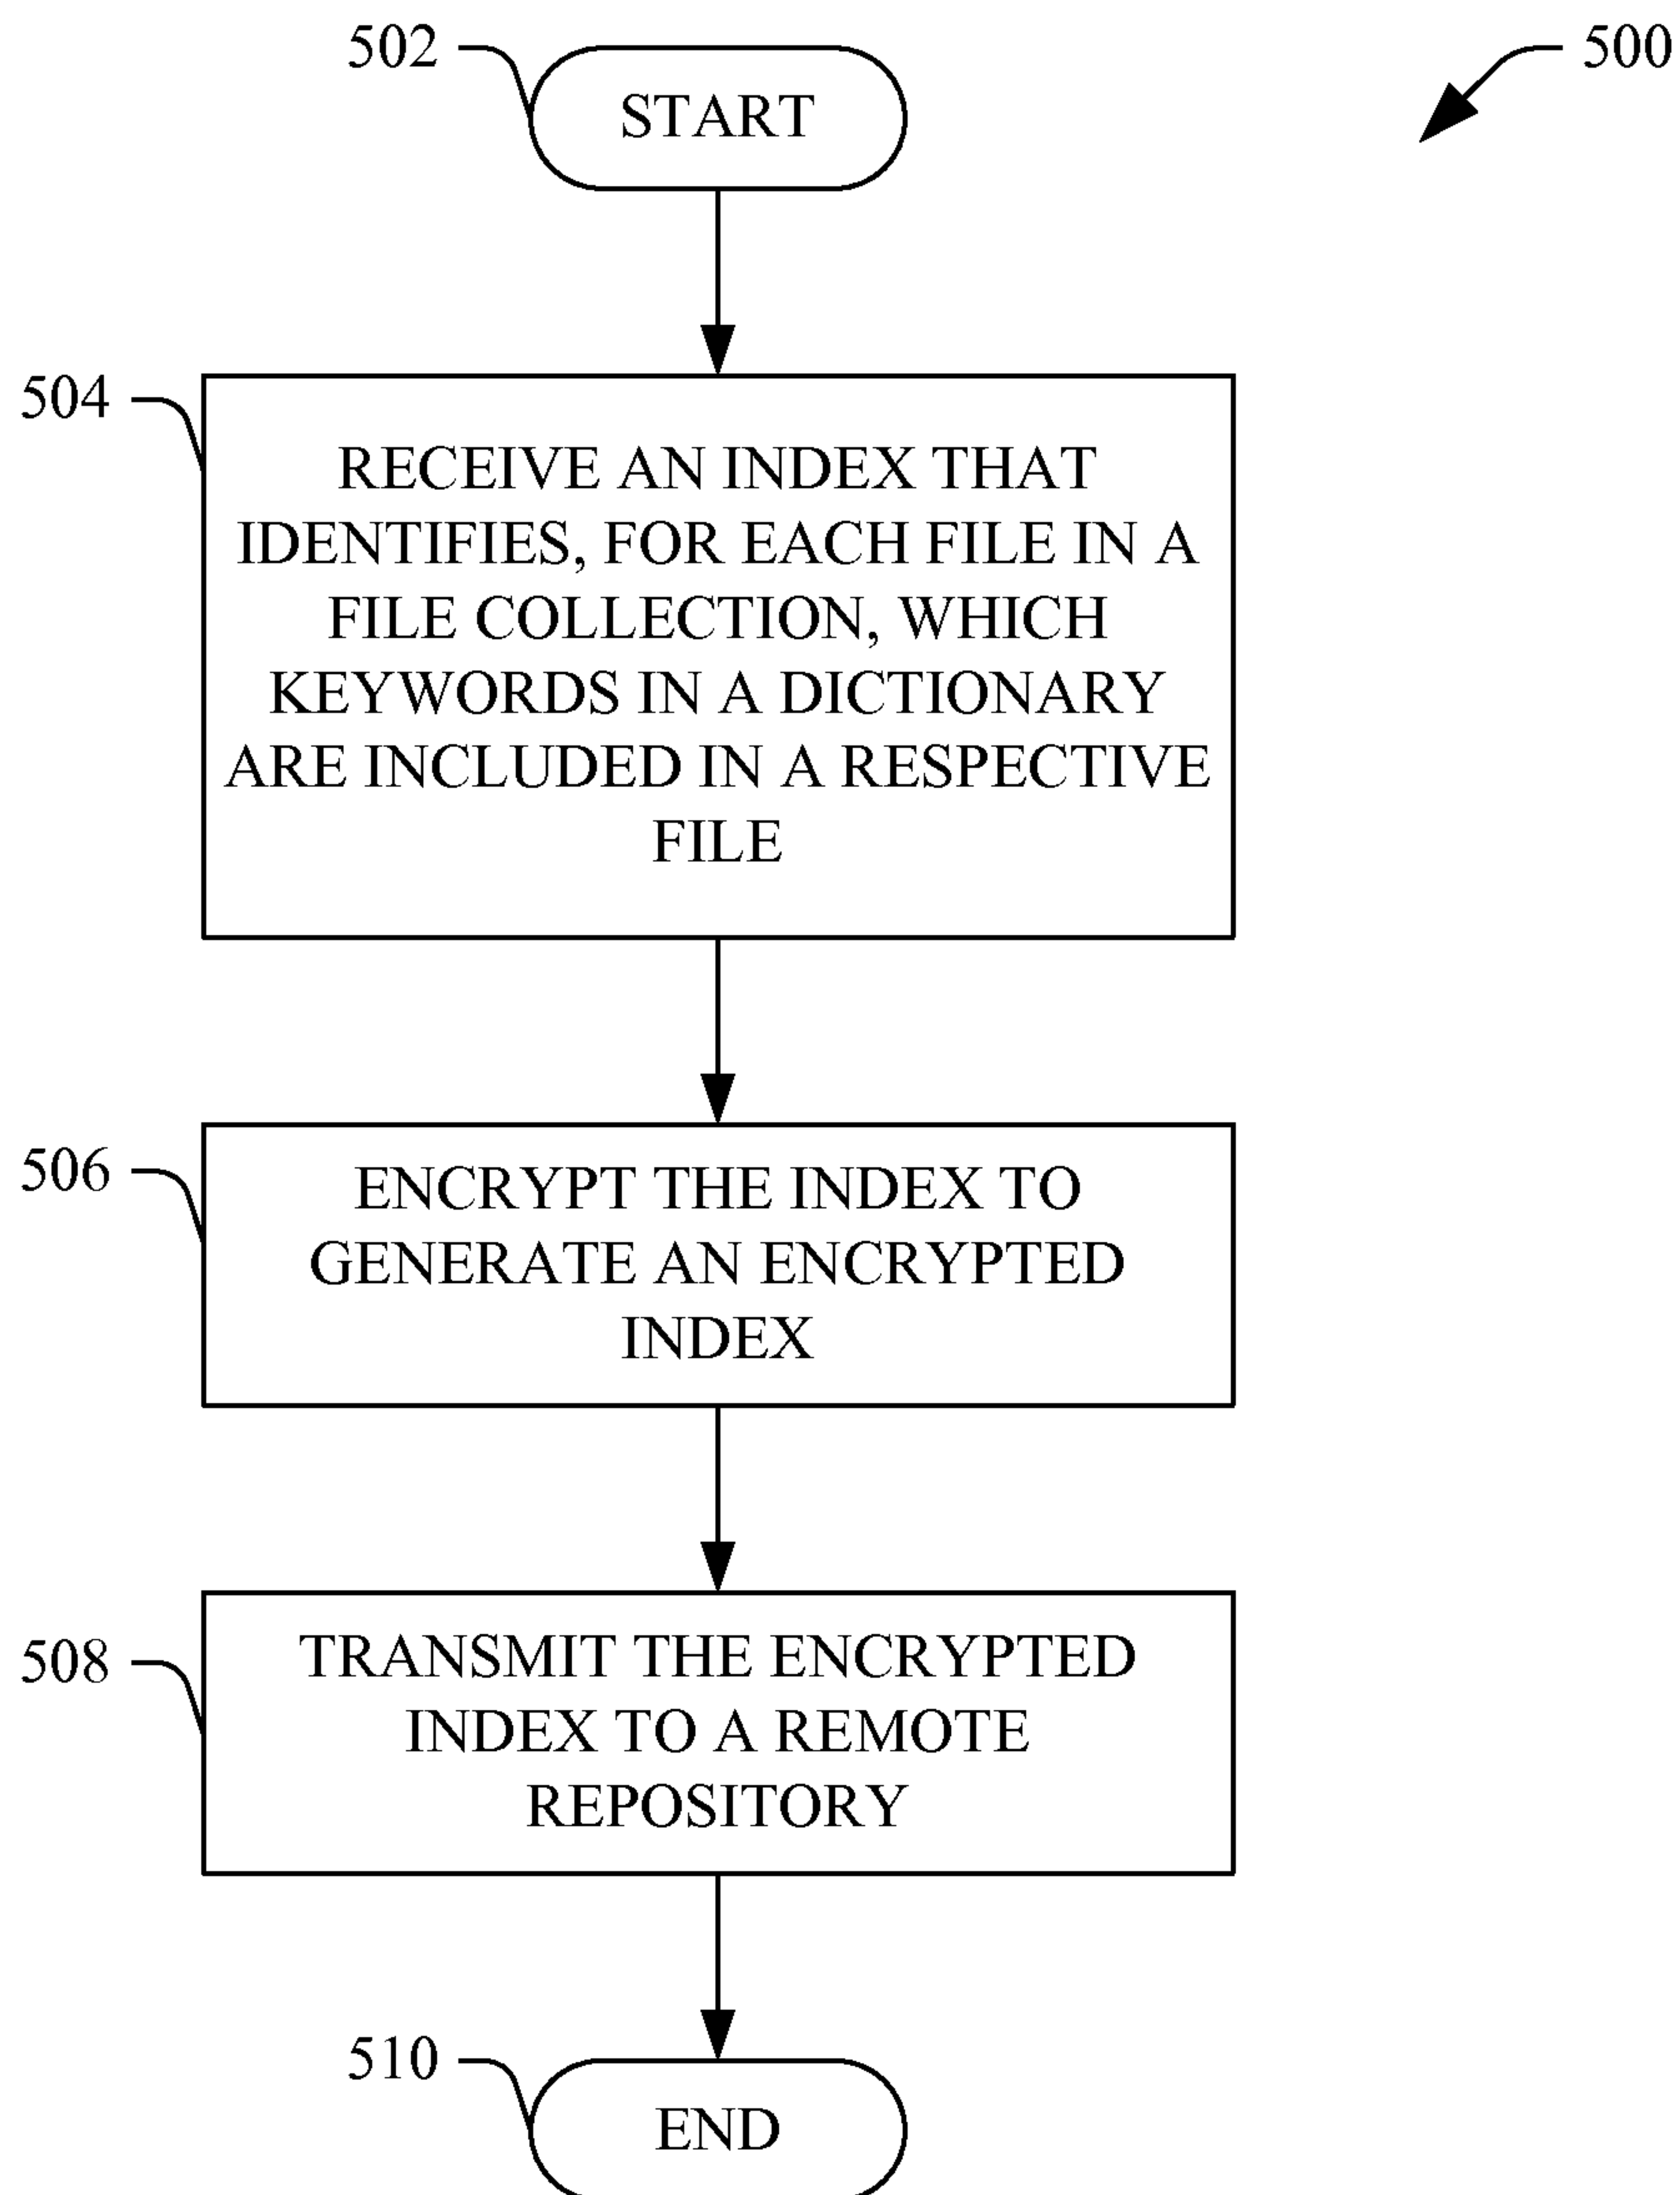 502
START
500
504
RECEIVE AN INDEX THAT
IDENTIFIES, FOR EACH FILE IN A
FILE COLLECTION, WHICH
KEYWORDS IN A DICTIONARY
ARE INCLUDED IN A RESPECTIVE
FILE
506
ENCRYPT THE INDEX TO
GENERATE AN ENCRYPTED
INDEX
508
TRANSMIT THE ENCRYPTED
INDEX TO A REMOTE
REPOSITORY
510
END